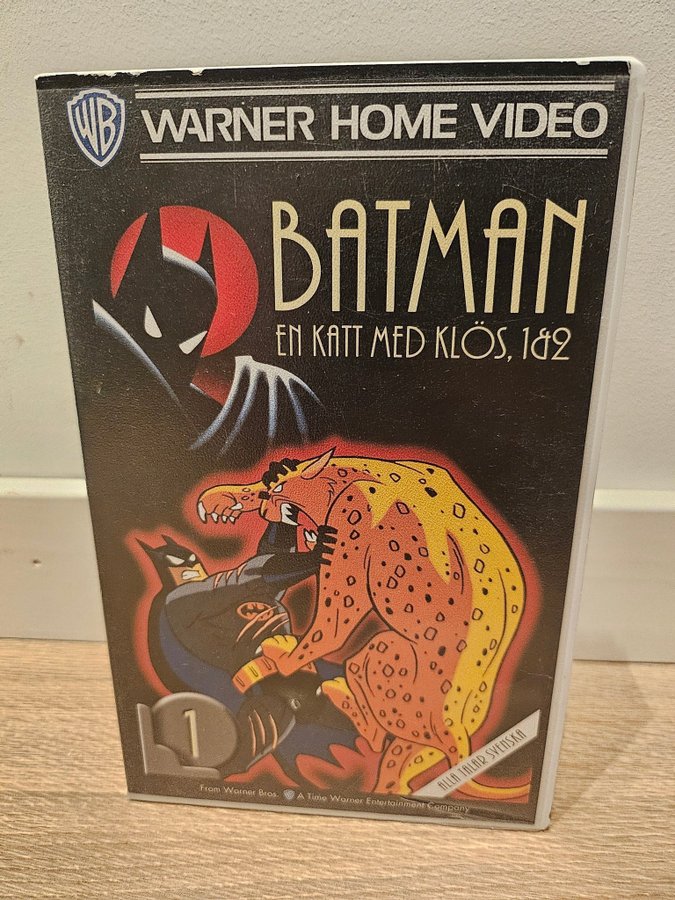 WB WARNER HOME VIDEO
BATMAN
EN KATT MED KLÖS, 1&2
1
ALLA TALAR SVENSKA
From Warner Bros. WB A Time Warner Entertainment Company